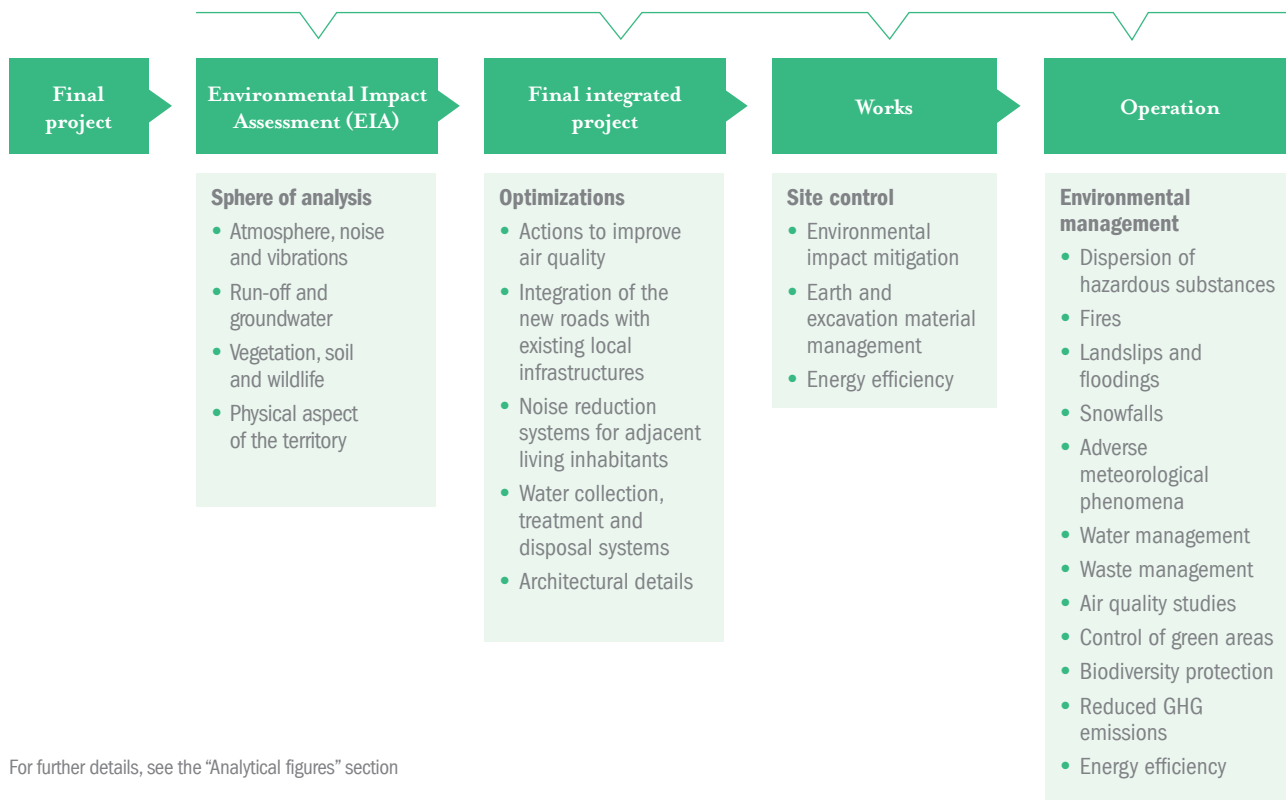 Final
project
Environmental Impact
Assessment (EIA)
Final integrated
project
Works
Operation
Sphere of analysis
• Atmosphere, noise
and vibrations
• Run-off and
groundwater
• Vegetation, soil
and wildlife
• Physical aspect
of the territory
Optimizations
• Actions to improve
air quality
• Integration of the
new roads with
existing local
infrastructures
• Noise reduction
systems for adjacent
living inhabitants
• Water collection,
treatment and
disposal systems
• Architectural details
Site control
• Environmental
impact mitigation
• Earth and
excavation material
management
• Energy efficiency
Environmental
management
• Dispersion of
hazardous substances
• Fires
• Landslips and
floodings
• Snowfalls
• Adverse
meteorological
phenomena
• Water management
• Waste management
• Air quality studies
• Control of green areas
• Biodiversity protection
• Reduced GHG
emissions
• Energy efficiency
For further details, see the “Analytical figures” section